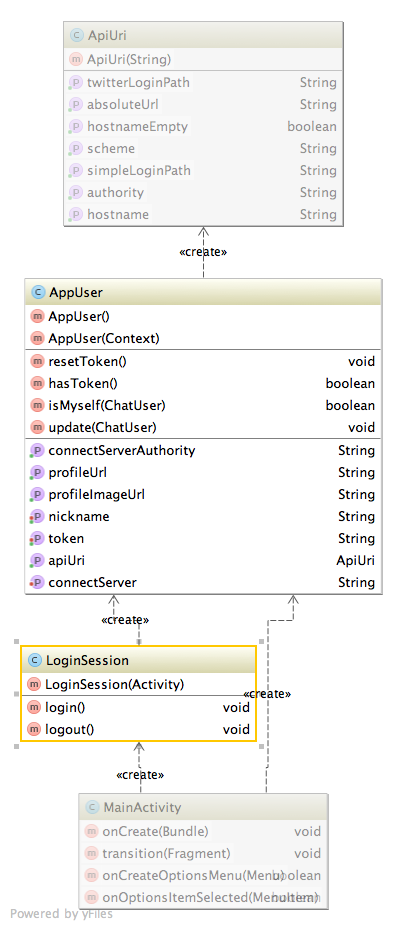 C ApiUri
m ApiUri(String)
P twitterLoginPath String
P absoluteUrl String
P hostnameEmpty boolean
P scheme String
P simpleLoginPath String
P authority String
P hostname String
«create»
C AppUser
m AppUser()
m AppUser(Context)
m resetToken() void
m hasToken() boolean
m isMyself(ChatUser) boolean
m update(ChatUser) void
P connectServerAuthority String
P profileUrl String
P profileImageUrl String
P nickname String
P token String
P apiUri ApiUri
P connectServer String
«create»
C LoginSession
m LoginSession(Activity)
«create»
m login() void
m logout() void
«create»
C MainActivity
m onCreate(Bundle) void
m transition(Fragment) void
m onCreateOptionsMenu(Menu) boolean
m onOptionsItemSelected(MenuItem) boolean
Powered by yFiles